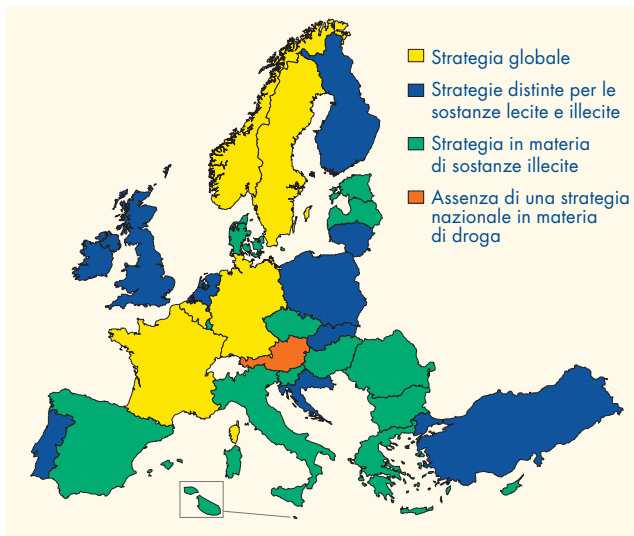 Strategia globale
Strategie distinte per le
sostanze lecite e illecite
Strategia in materia
di sostanze illecite
Assenza di una strategia
nazionale in materia
di droga